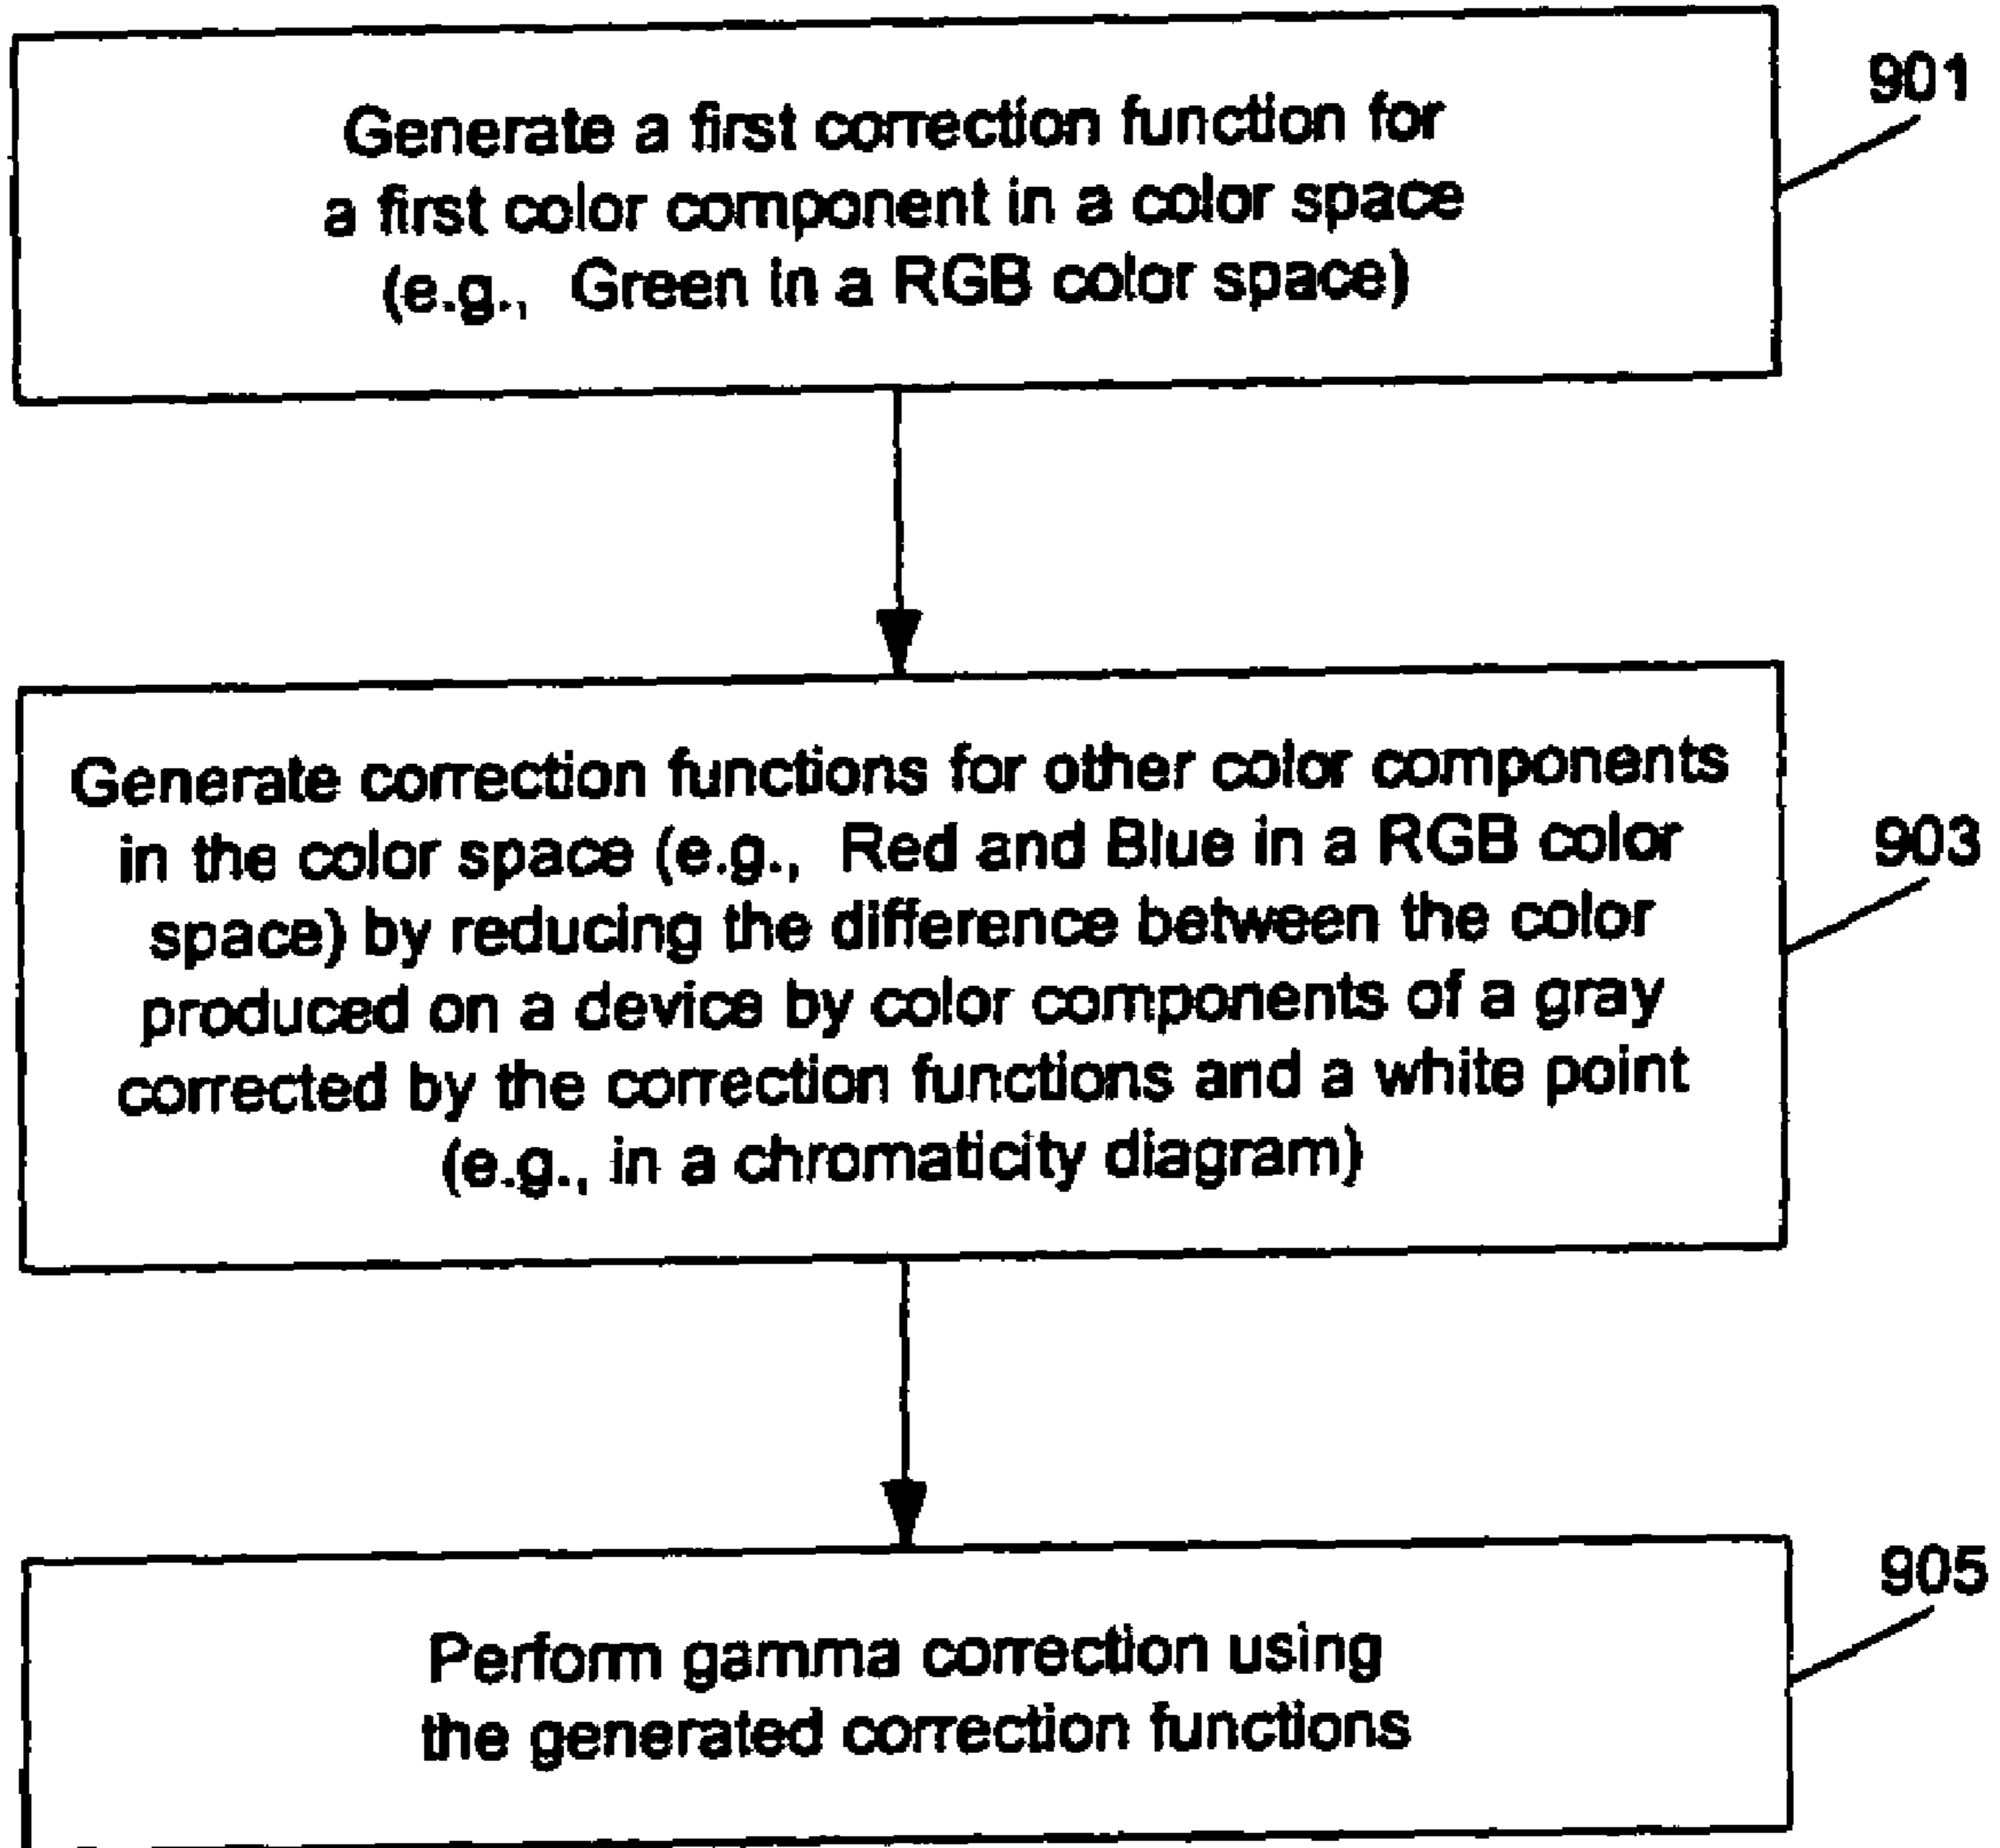 901
Generate a first correction function for
a first color component in a color space
(e.g., Green in a RGB color space)
Generate correction functions for other color components
in the color space (e.g., Red and Blue in a RGB color
903
space) by reducing the difference between the color
produced on a device by color components of a gray
corrected by the correction functions and a white point
(e.g., in a chromaticity diagram)
905
Perform gamma correction using
the generated correction functions